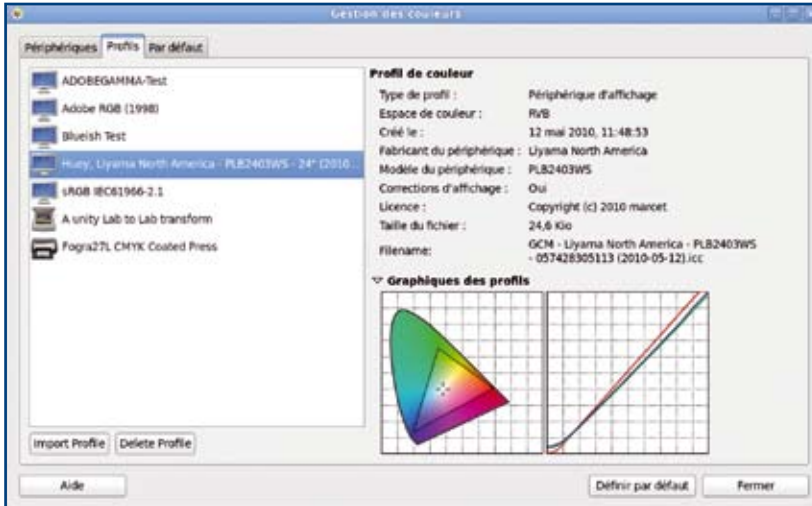 Gestion des couleurs
Périphériques Profils Par défaut
ADOBEGAMMA-Test
Adobe RGB (1998)
Blueish Test
Huey, Liyama North America - PLB2403WS - 24" (2010...
sRGB IEC61966-2.1
A unity Lab to Lab transform
Fogra27L CMYK Coated Press
Import Profile Delete Profile
Profil de couleur
Type de profil : Périphérique d'affichage
Espace de couleur : RVB
Créé le : 12 mai 2010, 11:48:53
Fabricant du périphérique : Liyama North America
Modèle du périphérique : PLB2403WS
Corrections d'affichage : Oui
Licence : Copyright (c) 2010 marcet
Taille du fichier : 24,6 Kio
Filename: GCM - Liyama North America - PLB2403WS
- 057428305113 (2010-05-12).icc
Graphiques des profils
Aide Définir par défaut Fermer